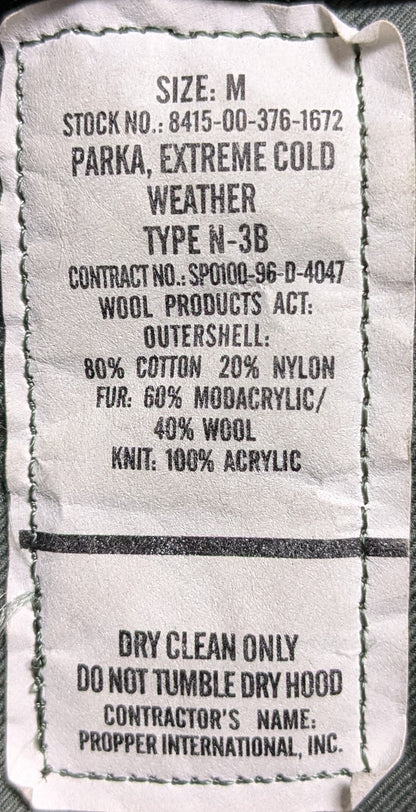 SIZE: M
STOCK NO.: 8415-00-376-1672
PARKA, EXTREME COLD
WEATHER
TYPE N-3B
CONTRACT NO.: SPO100-96-D-4047
WOOL PRODUCTS ACT:
OUTERSHELL:
80% COTTON 20% NYLON
FUR: 60% MODACRYLIC/
40% WOOL
KNIT: 100% ACRYLIC
DRY CLEAN ONLY
DO NOT TUMBLE DRY HOOD
CONTRACTOR'S NAME:
PROPPER INTERNATIONAL, INC.